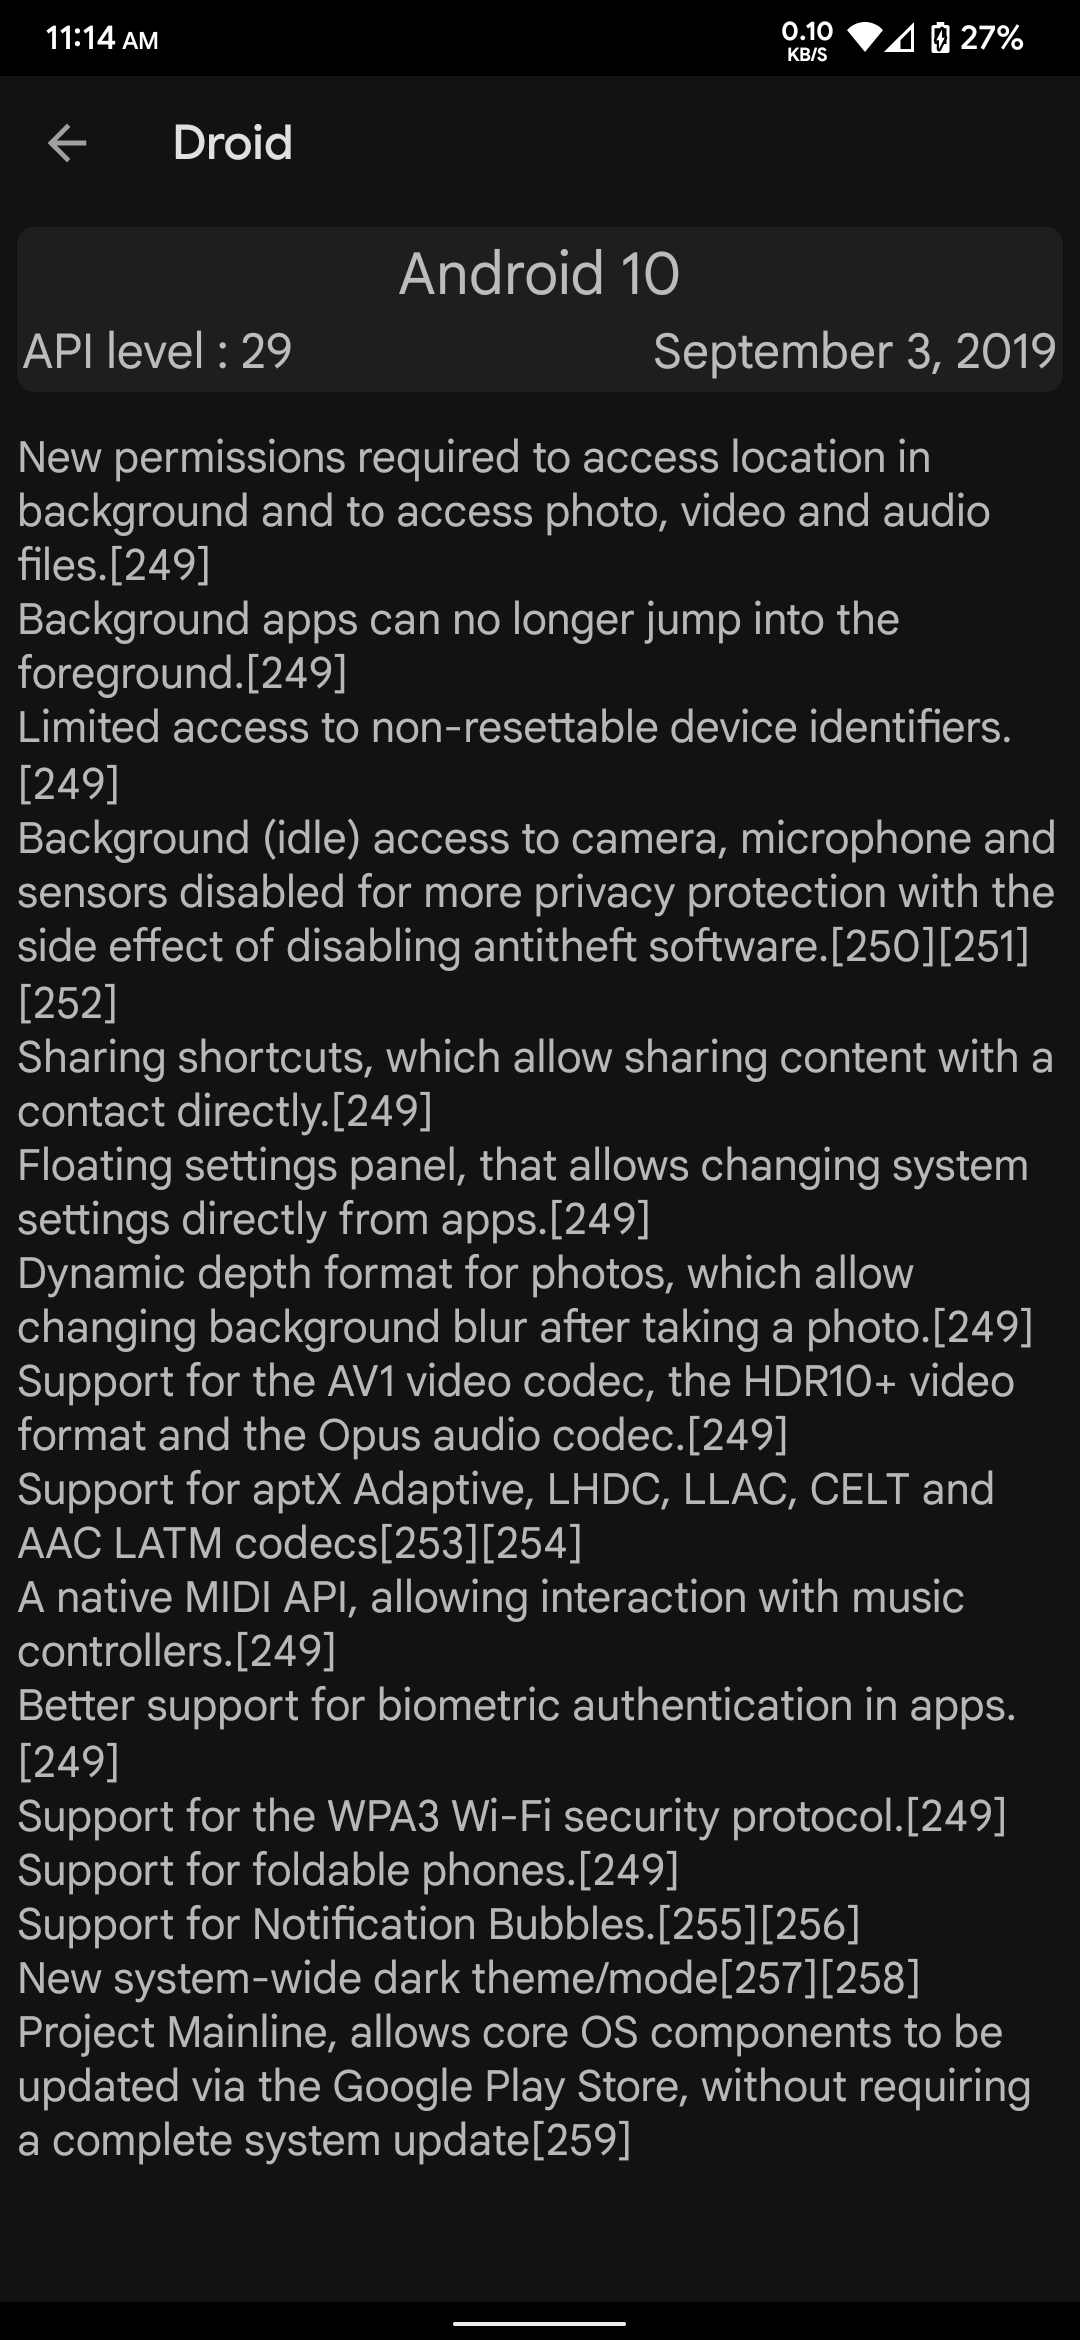 11:14 AM
0.10
KB/S
27%
Droid
Android 10
API level : 29
September 3, 2019
New permissions required to access location in
background and to access photo, video and audio
files.[249]
Background apps can no longer jump into the
foreground.[249]
Limited access to non-resettable device identifiers.
[249]
Background (idle) access to camera, microphone and
sensors disabled for more privacy protection with the
side effect of disabling antitheft software.[250][251]
[252]
Sharing shortcuts, which allow sharing content with a
contact directly.[249]
Floating settings panel, that allows changing system
settings directly from apps.[249]
Dynamic depth format for photos, which allow
changing background blur after taking a photo.[249]
Support for the AV1 video codec, the HDR10+ video
format and the Opus audio codec.[249]
Support for aptX Adaptive, LHDC, LLAC, CELT and
AAC LATM codecs[253][254]
A native MIDI API, allowing interaction with music
controllers.[249]
Better support for biometric authentication in apps.
[249]
Support for the WPA3 Wi-Fi security protocol.[249]
Support for foldable phones.[249]
Support for Notification Bubbles.[255][256]
New system-wide dark theme/mode[257][258]
Project Mainline, allows core OS components to be
updated via the Google Play Store, without requiring
a complete system update[259]